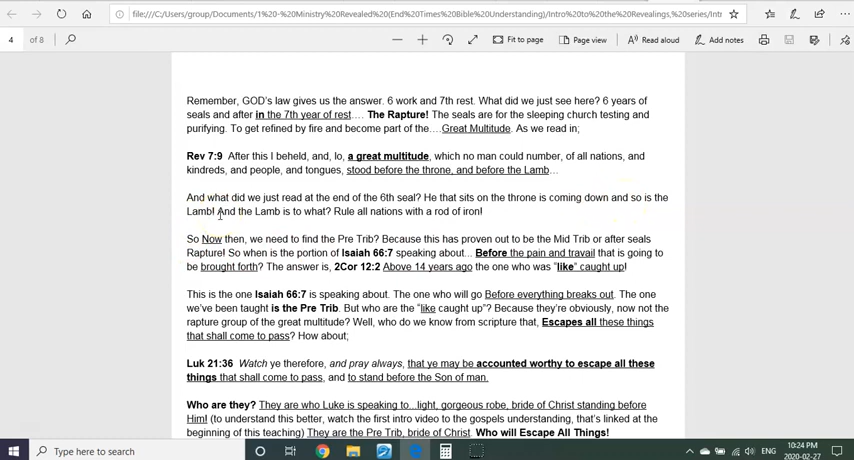 file:///C:/Users/group/Documents/1%20-%20Ministry%20Revealed%20(End%20Times%20Bible%20Understanding)/Intro%20to%20the%20Revealings,%20series/Intr
4 of 8
Fit to page
Page view
Read aloud
Add notes
Remember, GOD's law gives us the answer. 6 work and 7th rest. What did we just see here? 6 years of
seals and after in the 7th year of rest…. The Rapture! The seals are for the sleeping church testing and
purifying. To get refined by fire and become part of the….Great Multitude. As we read in;
Rev 7:9 After this I beheld, and, lo, a great multitude, which no man could number, of all nations, and
kindreds, and people, and tongues, stood before the throne, and before the Lamb…
And what did we just read at the end of the 6th seal? He that sits on the throne is coming down and so is the
Lamb! And the Lamb is to what? Rule all nations with a rod of iron!
So Now then, we need to find the Pre Trib? Because this has proven out to be the Mid Trib or after seals
Rapture! So when is the portion of Isaiah 66:7 speaking about... Before the pain and travail that is going to
be brought forth? The answer is, 2Cor 12:2 Above 14 years ago the one who was "like" caught up!
This is the one Isaiah 66:7 is speaking about. The one who will go Before everything breaks out. The one
we've been taught is the Pre Trib. But who are the "like caught up"? Because they're obviously, now not the
rapture group of the great multitude? Well, who do we know from scripture that, Escapes all these things
that shall come to pass? How about;
Luk 21:36 Watch ye therefore, and pray always, that ye may be accounted worthy to escape all these
things that shall come to pass, and to stand before the Son of man.
Who are they? They are who Luke is speaking to...light, gorgeous robe, bride of Christ standing before
Him! (to understand this better, watch the first intro video to the gospels understanding, that's linked at the
beginning of this teaching) They are the Pre Trib, bride of Christ. Who will Escape All Things!
Type here to search
ENG
10:24 PM
2020-02-27